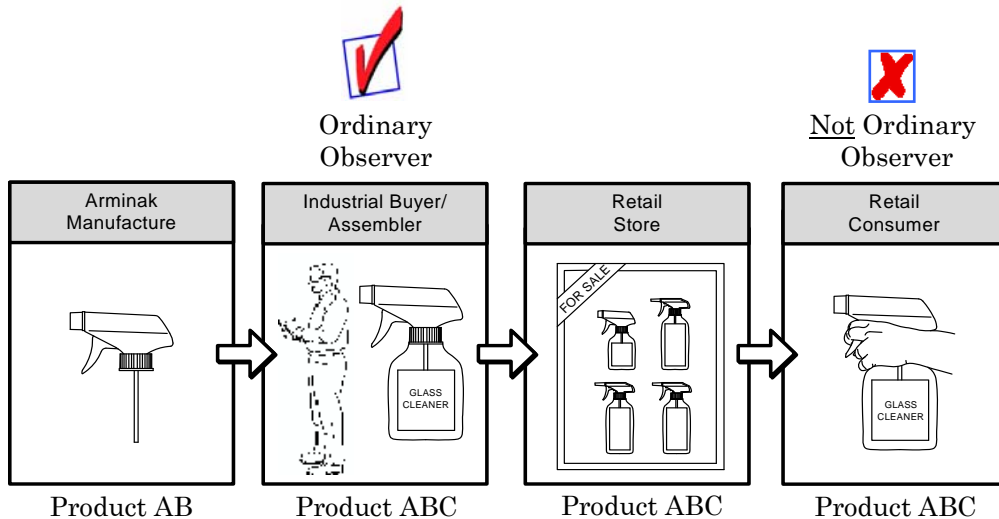 Ordinary
Observer
Not Ordinary
Observer
Arminak
Manufacture
Industrial Buyer/
Assembler
Retail
Store
Retail
Consumer
GLASS
CLEANER
FOR SALE
GLASS
CLEANER
Product AB
Product ABC
Product ABC
Product ABC